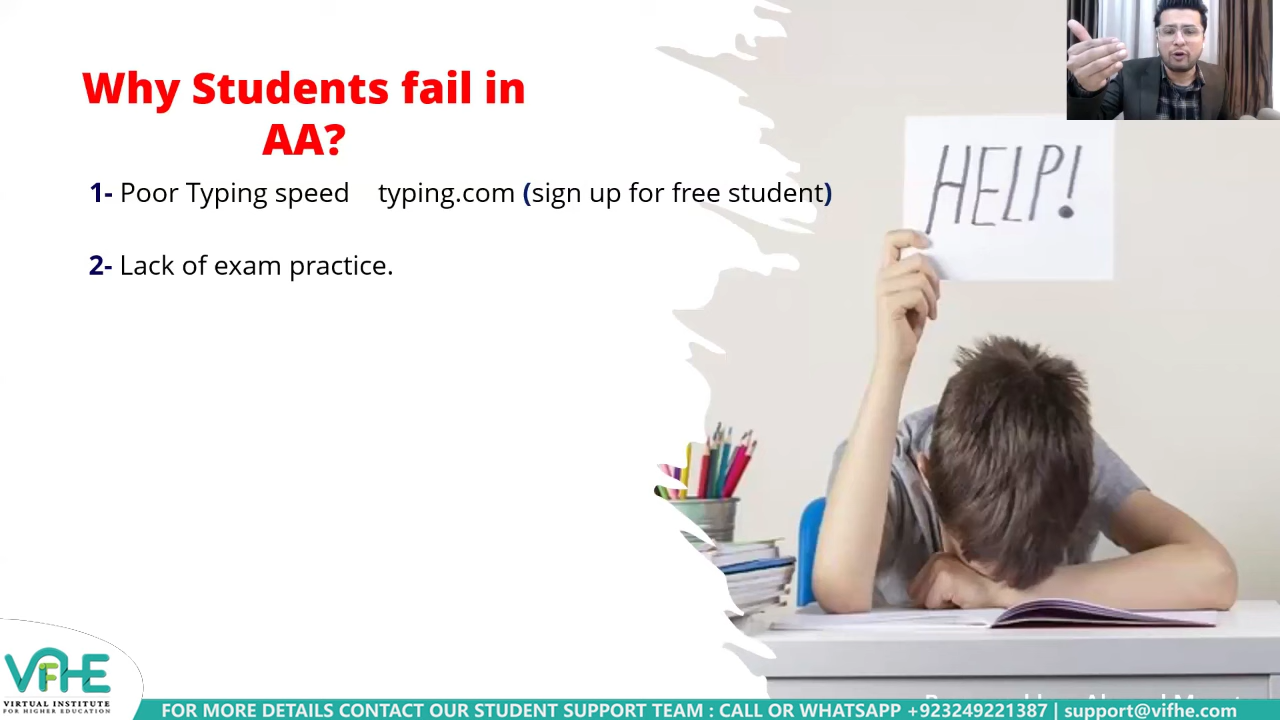 Why Students fail in
AA?
1- Poor Typing speed typing.com (sign up for free student)
2- Lack of exam practice.
HELP!
VIFHE
VIRTUAL INSTITUTE
FOR HIGHER EDUCATION
FOR MORE DETAILS CONTACT OUR STUDENT SUPPORT TEAM : CALL OR WHATSAPP +923249221387 | support@vifhe.com